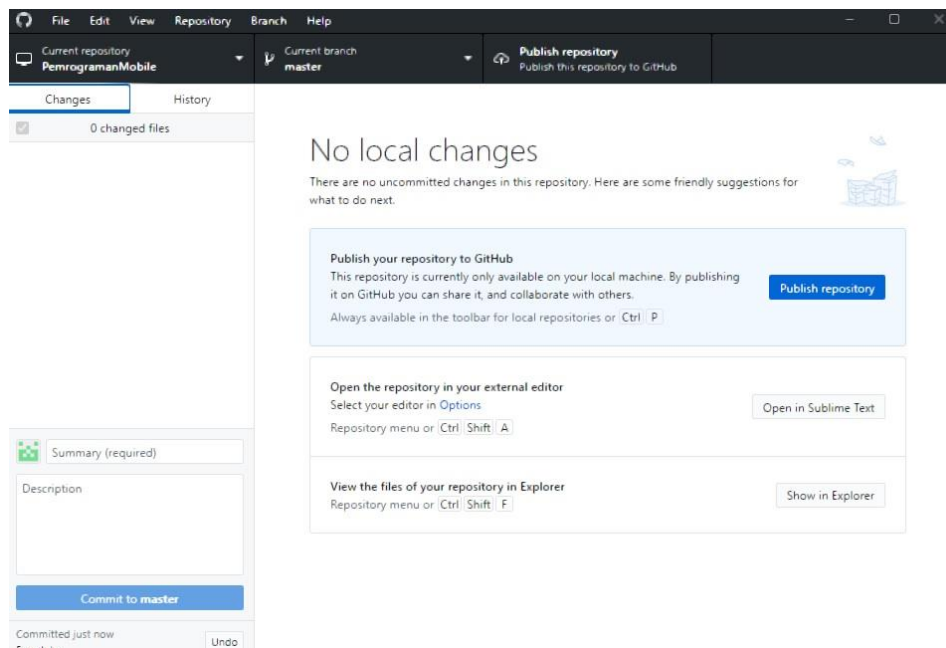 File Edit View Repository Branch Help
Current repository
PemrogramanMobile
Current branch
master
Publish repository
Publish this repository to GitHub
Changes History
0 changed files
No local changes
There are no uncommitted changes in this repository. Here are some friendly suggestions for
what to do next.
Publish your repository to GitHub
This repository is currently only available on your local machine. By publishing
it on GitHub you can share it, and collaborate with others.
Always available in the toolbar for local repositories or Ctrl P
Publish repository
Open the repository in your external editor
Select your editor in Options
Repository menu or Ctrl Shift A
Open in Sublime Text
View the files of your repository in Explorer
Repository menu or Ctrl Shift F
Show in Explorer
Summary (required)
Description
Commit to master
Committed just now
Undo